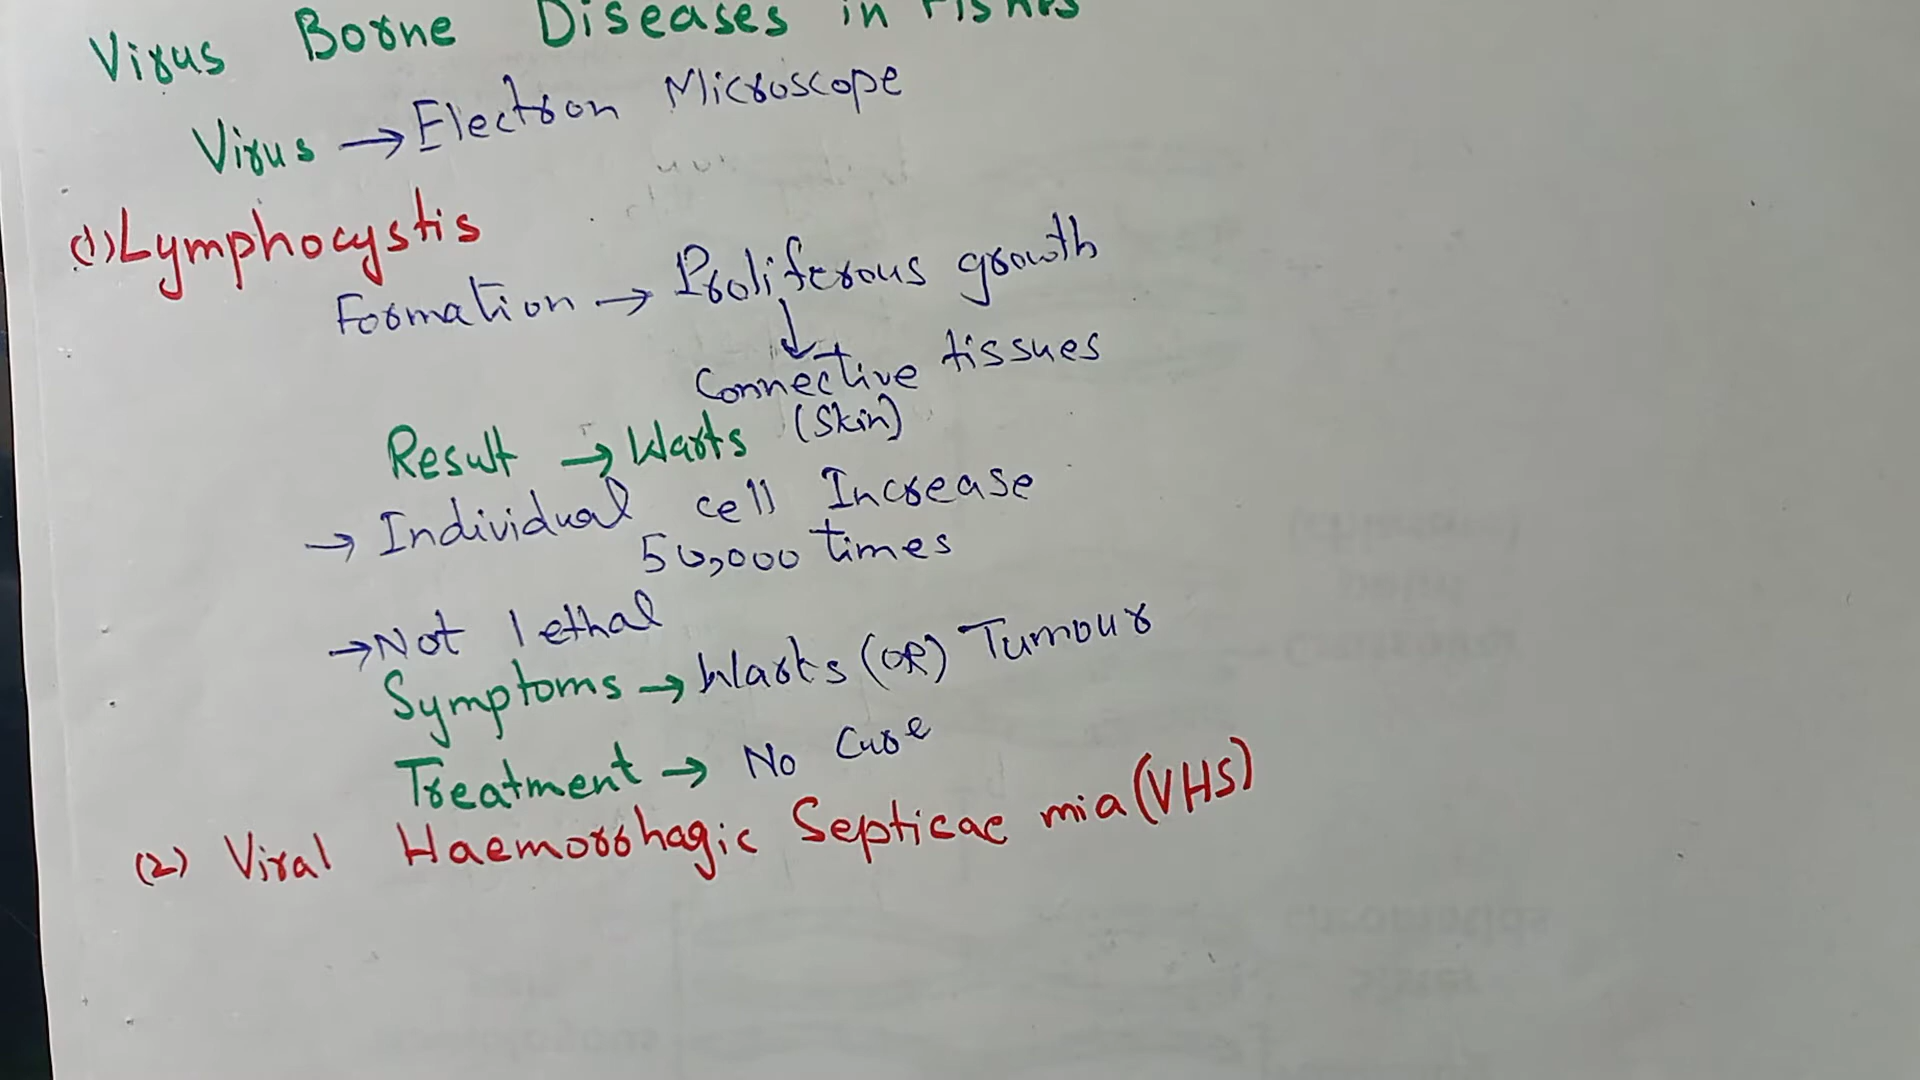 Virus Borne Diseases in Fishes
Virus → Electron Microscope
(1) Lymphocystis
Formation → Proliferous growth
↓
Connective tissues
(Skin)
Result → Warts
→ Individual cell Increase
50,000 times
→ Not lethal
Symptoms → Warts (OR) Tumour
Treatment → No Cure
(2) Viral Haemorrhagic Septicaemia (VHS)